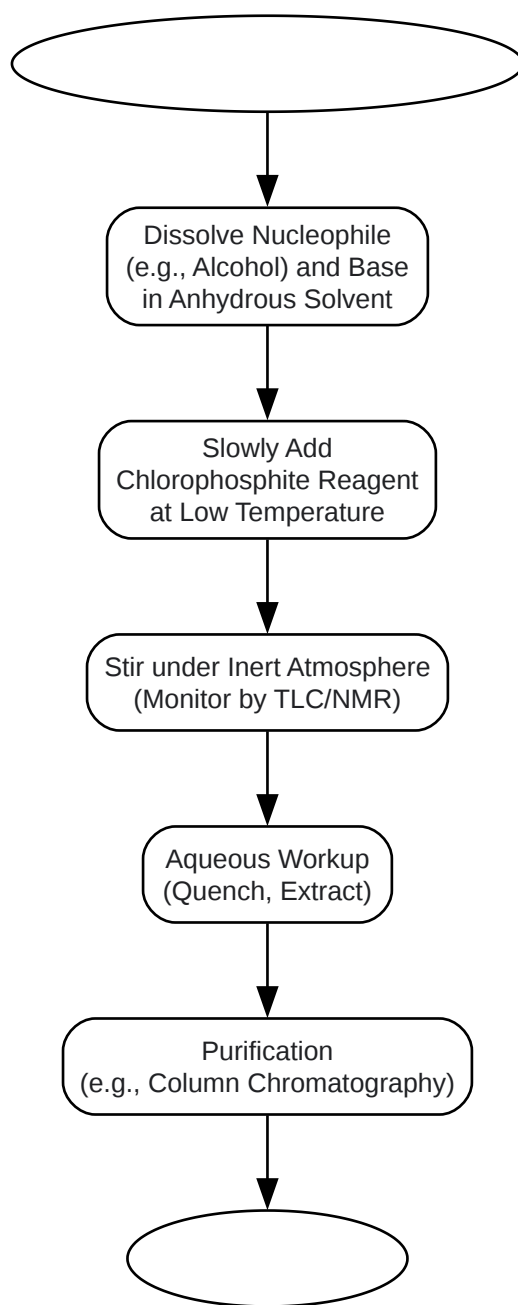 Dissolve Nucleophile
(e.g., Alcohol) and Base
in Anhydrous Solvent
Slowly Add
Chlorophosphite Reagent
at Low Temperature
Stir under Inert Atmosphere
(Monitor by TLC/NMR)
Aqueous Workup
(Quench, Extract)
Purification
(e.g., Column Chromatography)